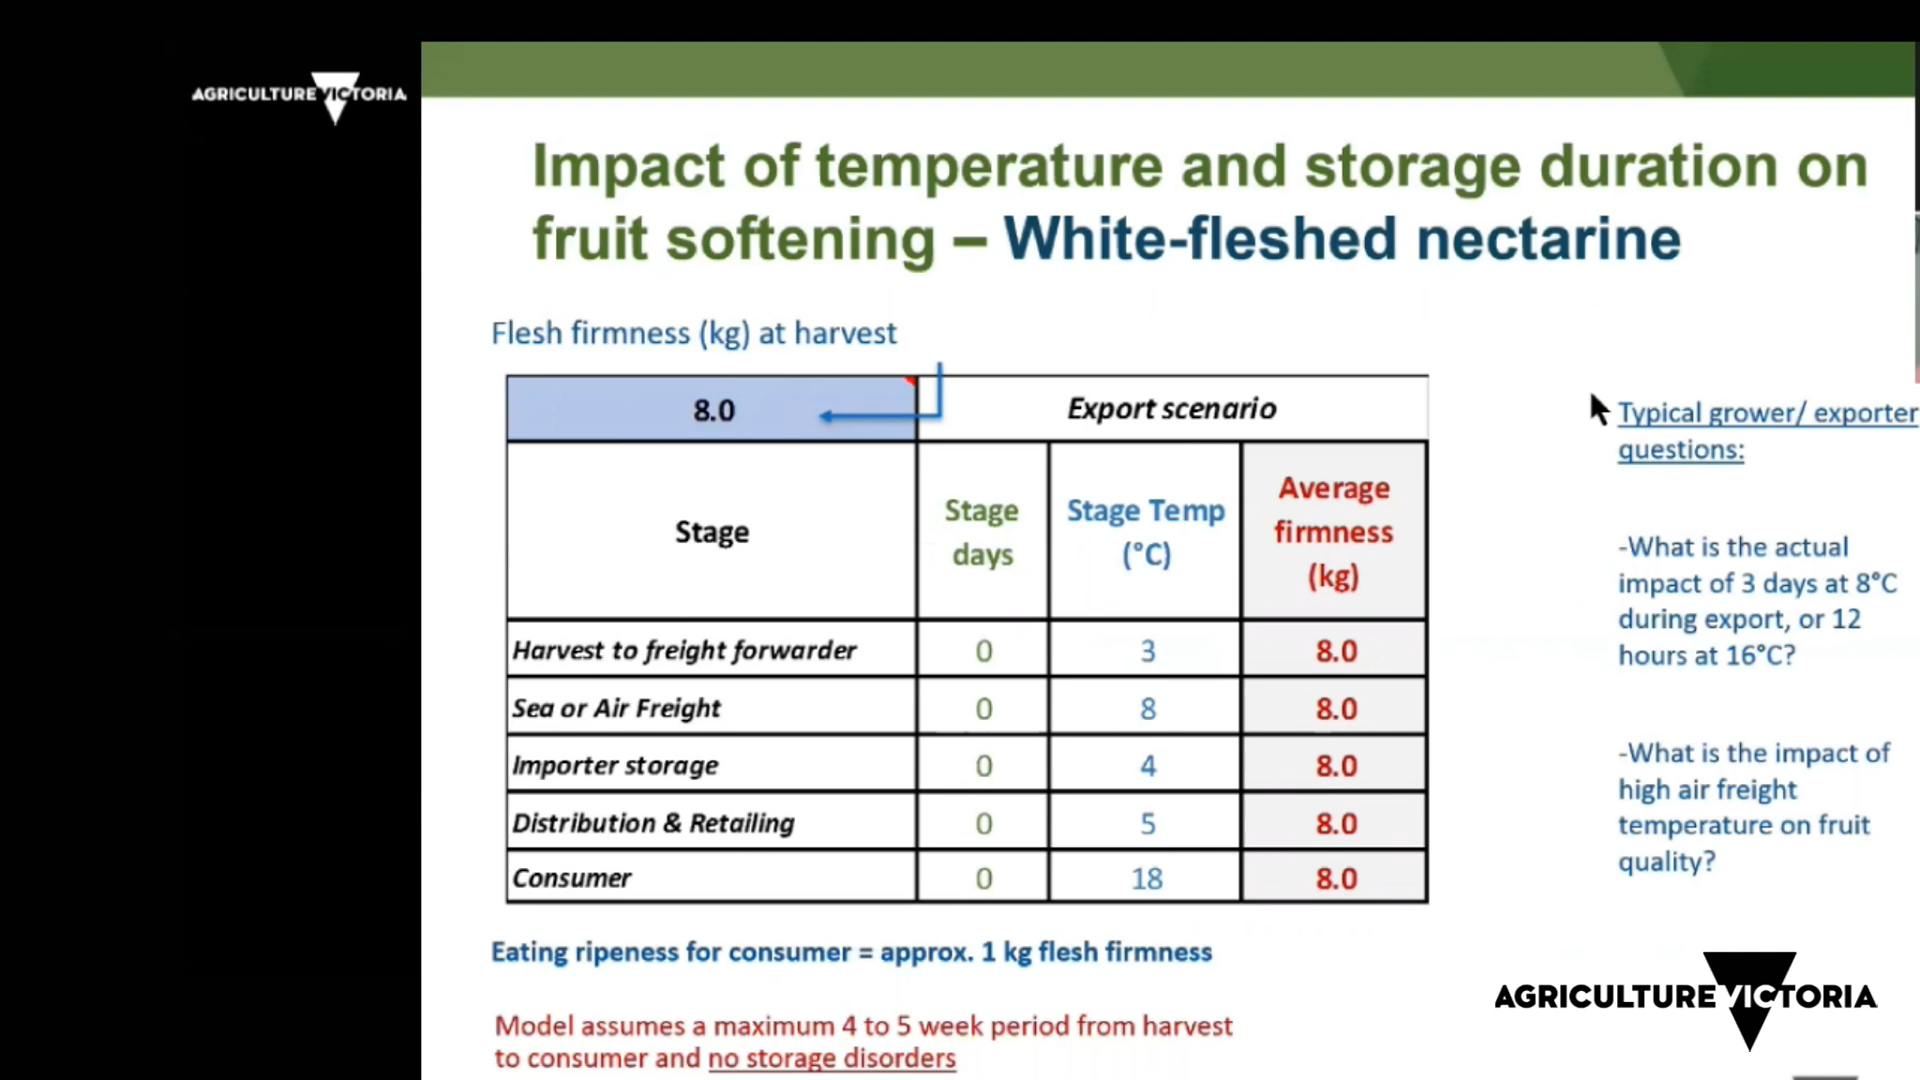 AGRICULTURE VICTORIA
Impact of temperature and storage duration on
fruit softening – White-fleshed nectarine
Flesh firmness (kg) at harvest
8.0 Export scenario
Stage Stage days Stage Temp (°C) Average firmness (kg)
Harvest to freight forwarder 0 3 8.0
Sea or Air Freight 0 8 8.0
Importer storage 0 4 8.0
Distribution & Retailing 0 5 8.0
Consumer 0 18 8.0
Eating ripeness for consumer = approx. 1 kg flesh firmness
Model assumes a maximum 4 to 5 week period from harvest
to consumer and no storage disorders
Typical grower/ exporter
questions:
-What is the actual
impact of 3 days at 8°C
during export, or 12
hours at 16°C?
-What is the impact of
high air freight
temperature on fruit
quality?
AGRICULTURE VICTORIA